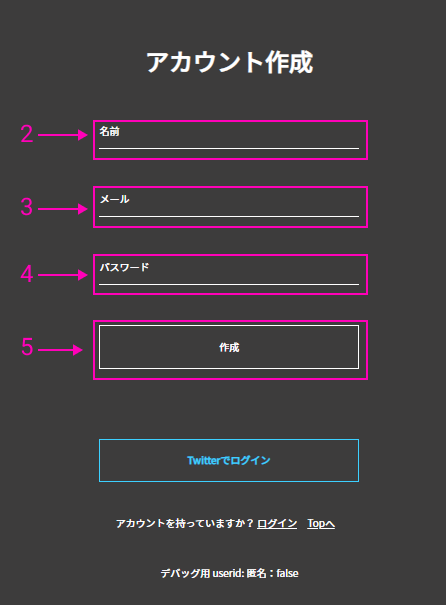 アカウント作成
2 名前
3 メール
4 パスワード
5 作成
Twitterでログイン
アカウントを持っていますか？ ログイン Topへ
デバッグ用 userid: 匿名：false